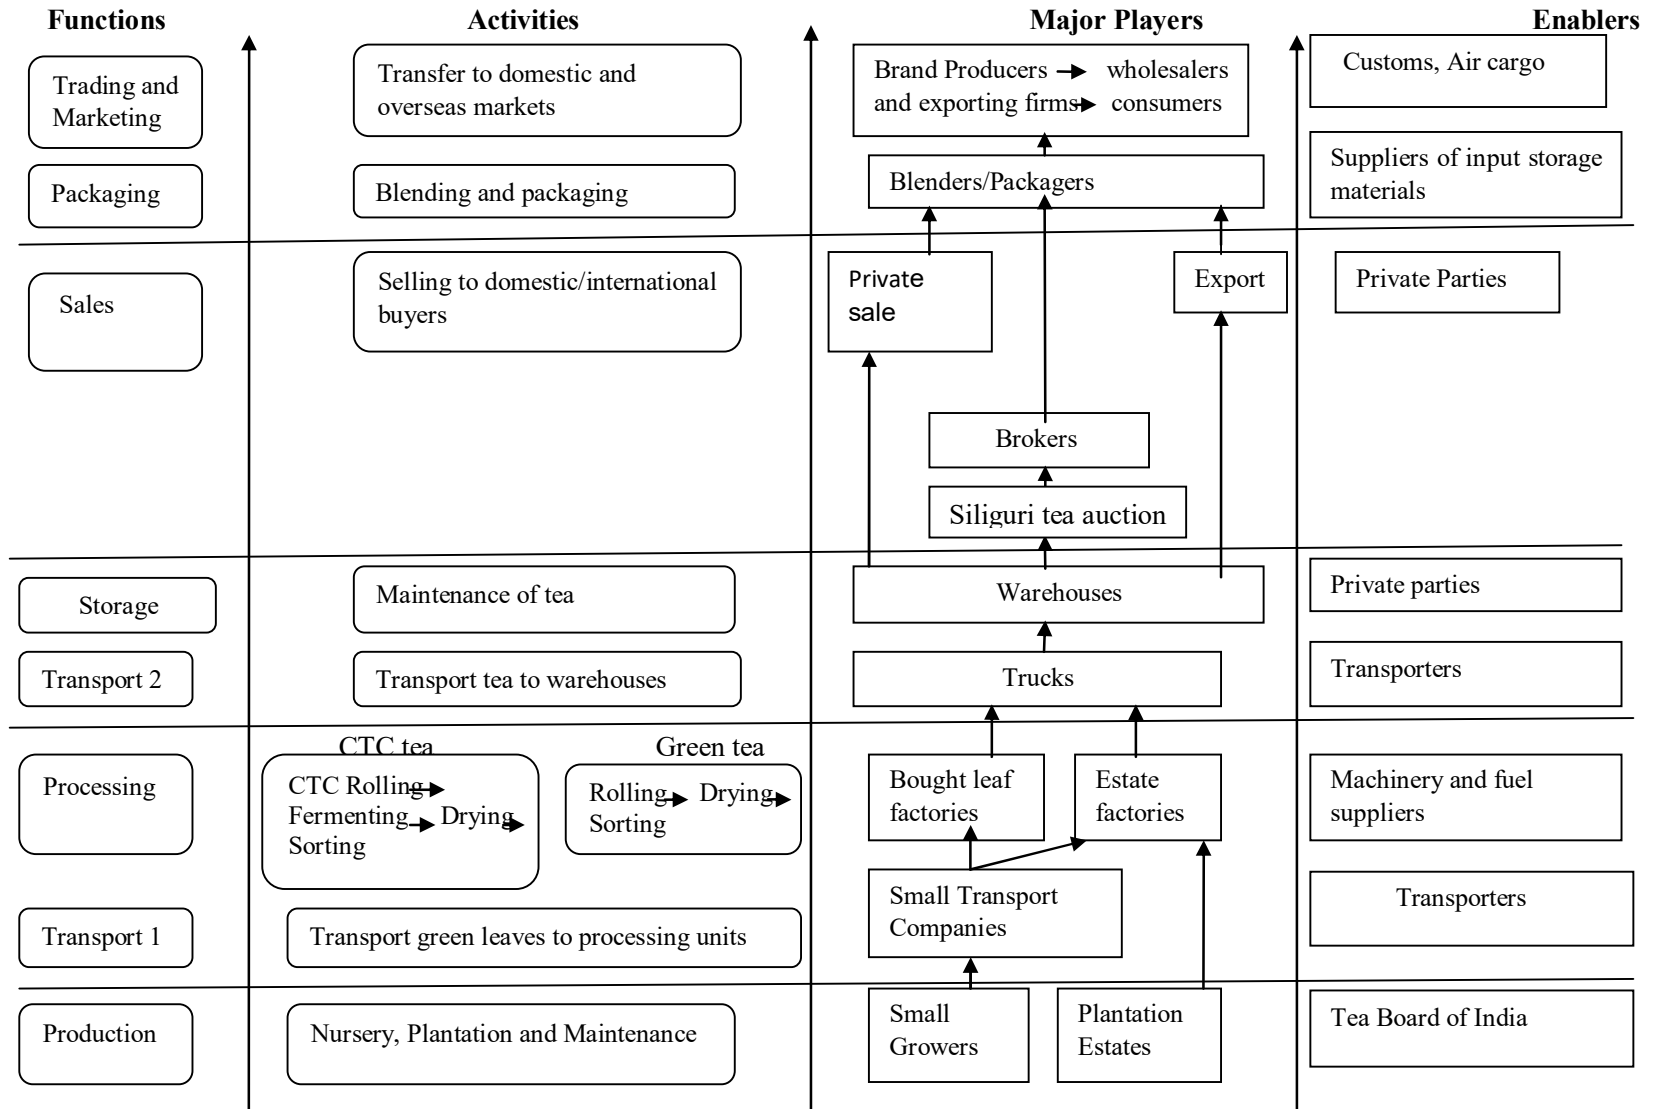 Functions
Activities
Major Players
Enablers
Trading and
Marketing
Transfer to domestic and
overseas markets
Brand Producers wholesalers
and exporting firms consumers
Customs, Air cargo
Packaging
Blending and packaging
Blenders/Packagers
Suppliers of input storage
materials
Sales
Selling to domestic/international
buyers
Private
sale
Export
Private Parties
Brokers
Siliguri tea auction
Storage
Maintenance of tea
Warehouses
Private parties
Transport 2
Transport tea to warehouses
Trucks
Transporters
Processing
CTC tea
CTC Rolling
Fermenting Drying
Sorting
Green tea
Rolling Drying
Sorting
Bought leaf
factories
Estate
factories
Machinery and fuel
suppliers
Transport 1
Transport green leaves to processing units
Small Transport
Companies
Transporters
Production
Nursery, Plantation and Maintenance
Small
Growers
Plantation
Estates
Tea Board of India